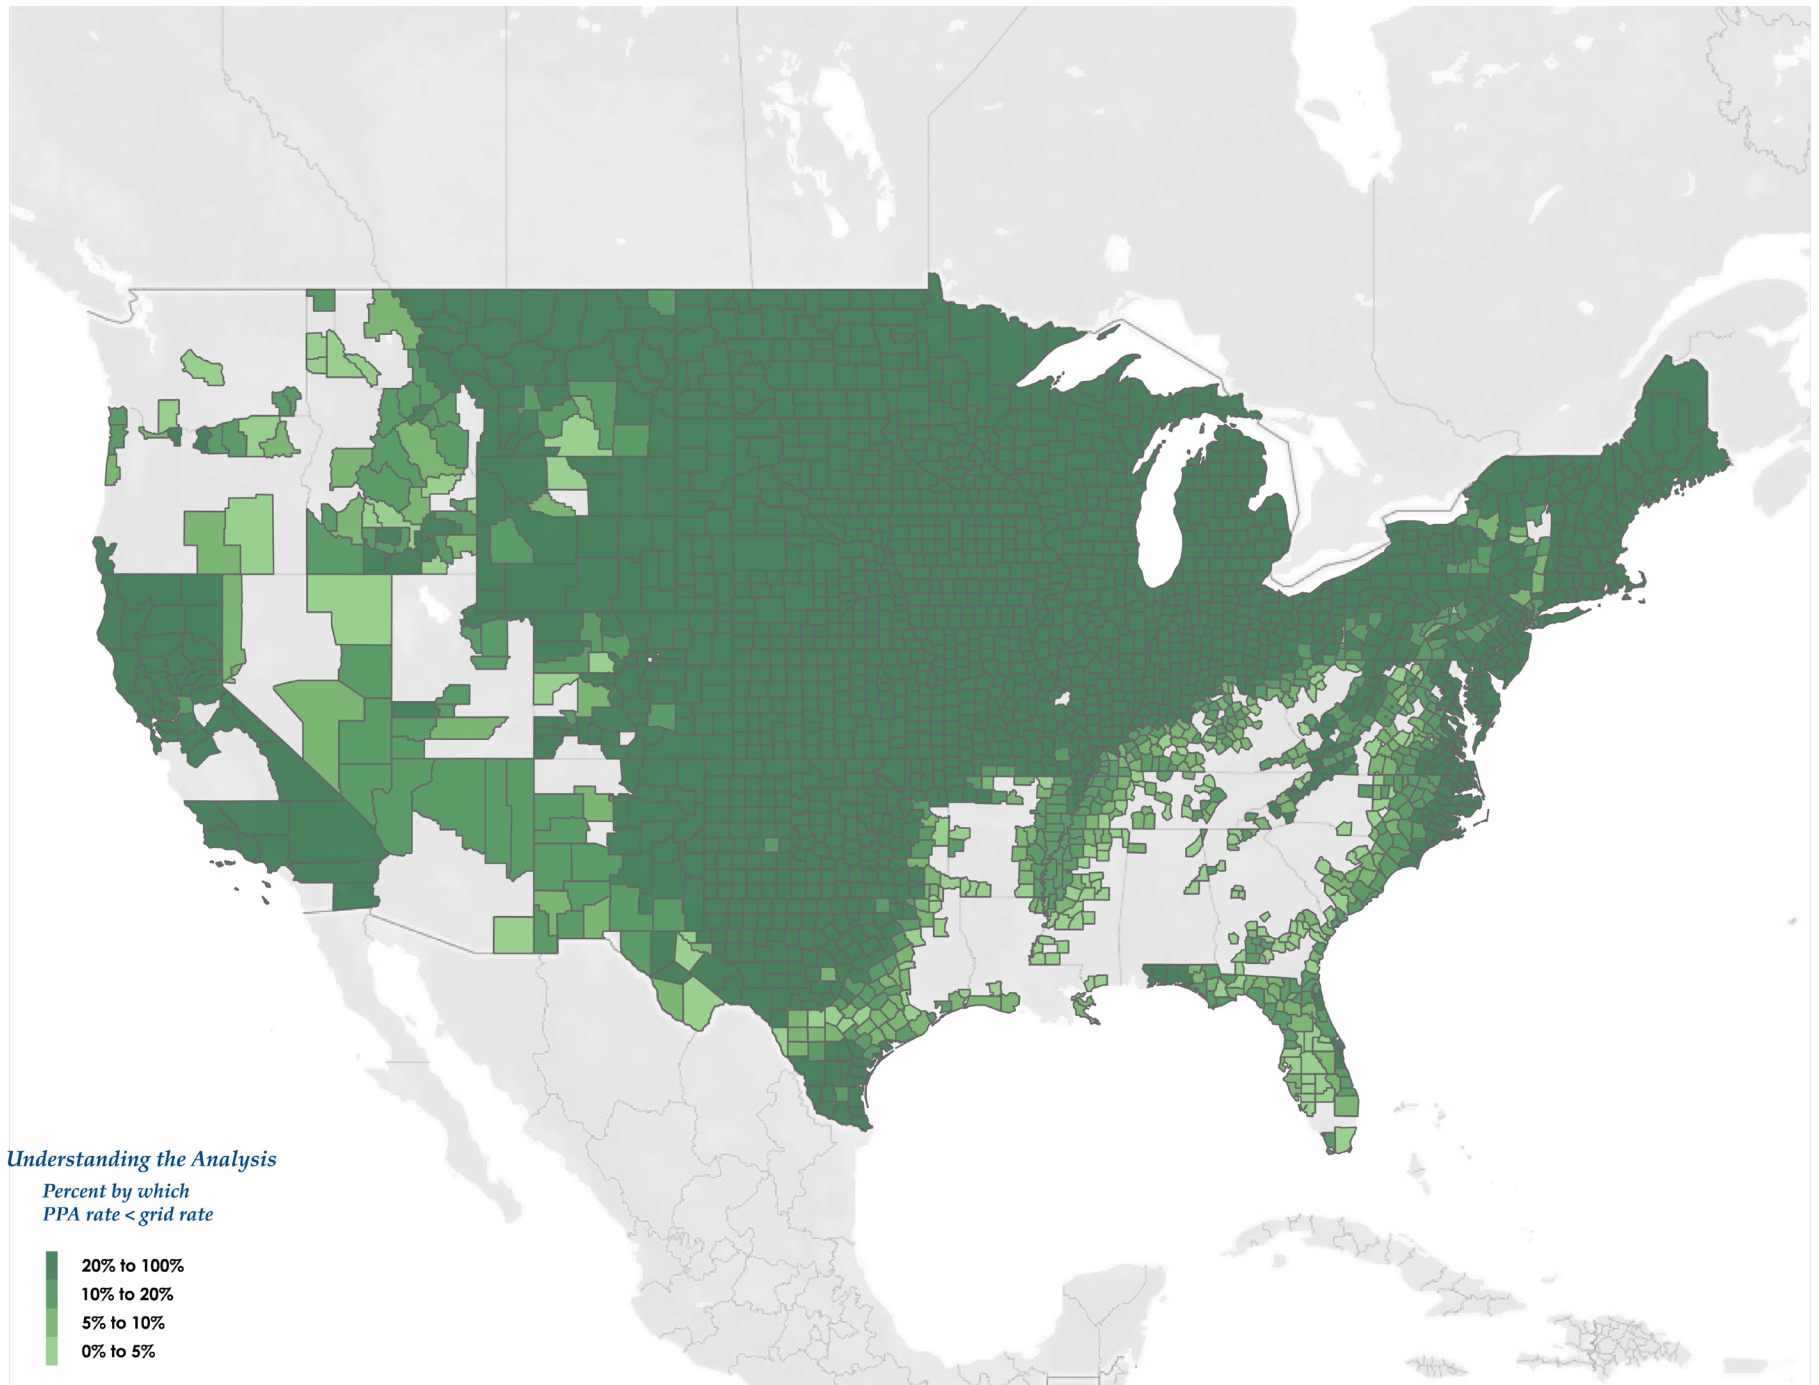 Understanding the Analysis
Percent by which
PPA rate < grid rate
20% to 100%
10% to 20%
5% to 10%
0% to 5%